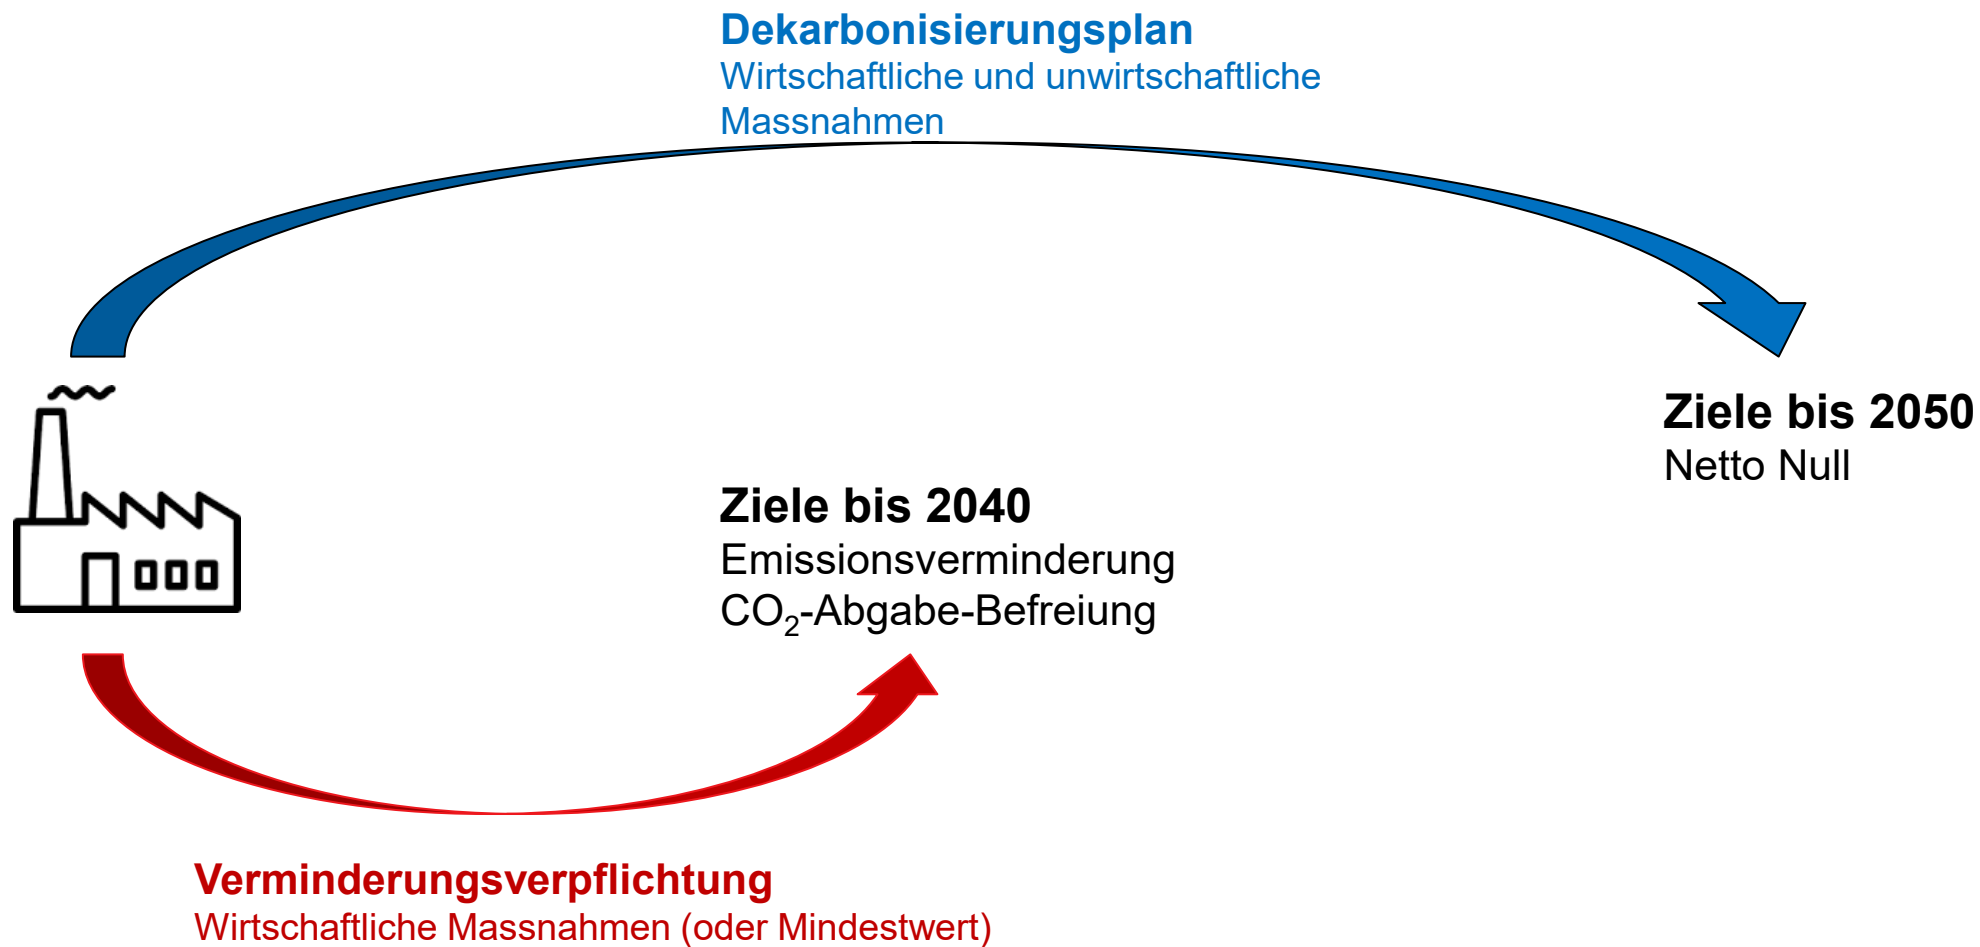 Dekarbonisierungsplan
Wirtschaftliche und unwirtschaftliche
Massnahmen
Ziele bis 2050
Netto Null
Ziele bis 2040
Emissionsverminderung
CO₂-Abgabe-Befreiung
Verminderungsverpflichtung
Wirtschaftliche Massnahmen (oder Mindestwert)